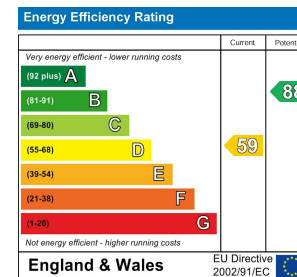 Energy Efficiency Rating
Current
Very energy efficient - lower running costs
(92 plus) A
(81-91) B
(69-80) C
(55-68) D
(39-54) E
(21-38) F
(1-20) G
59
88
Not energy efficient - higher running costs
England & Wales
EU Directive
2002/91/EC